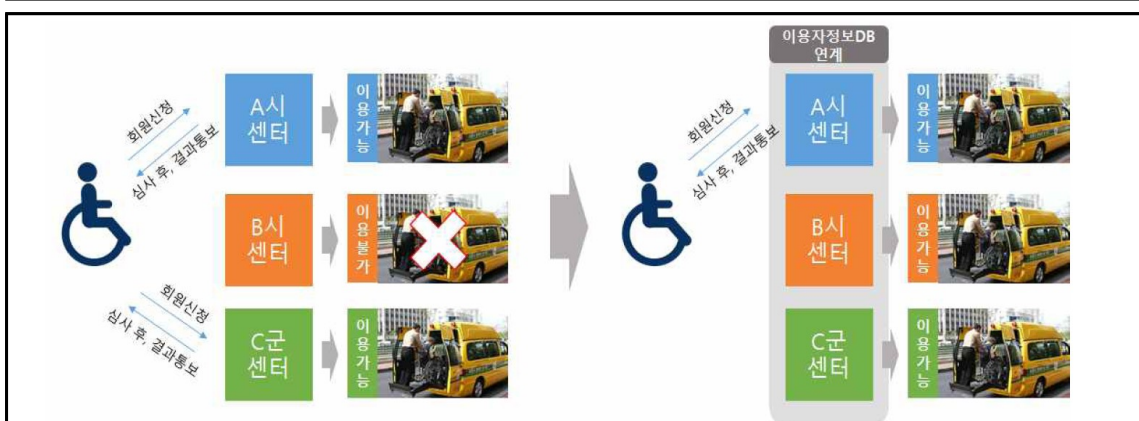 회원신청
심사 후, 결과통보
A시
센터
이용가능
B시
센터
이용불가
회원신청
심사 후, 결과통보
C군
센터
이용가능
이용자정보DB
연계
회원신청
심사 후, 결과통보
A시
센터
이용가능
B시
센터
이용가능
C군
센터
이용가능